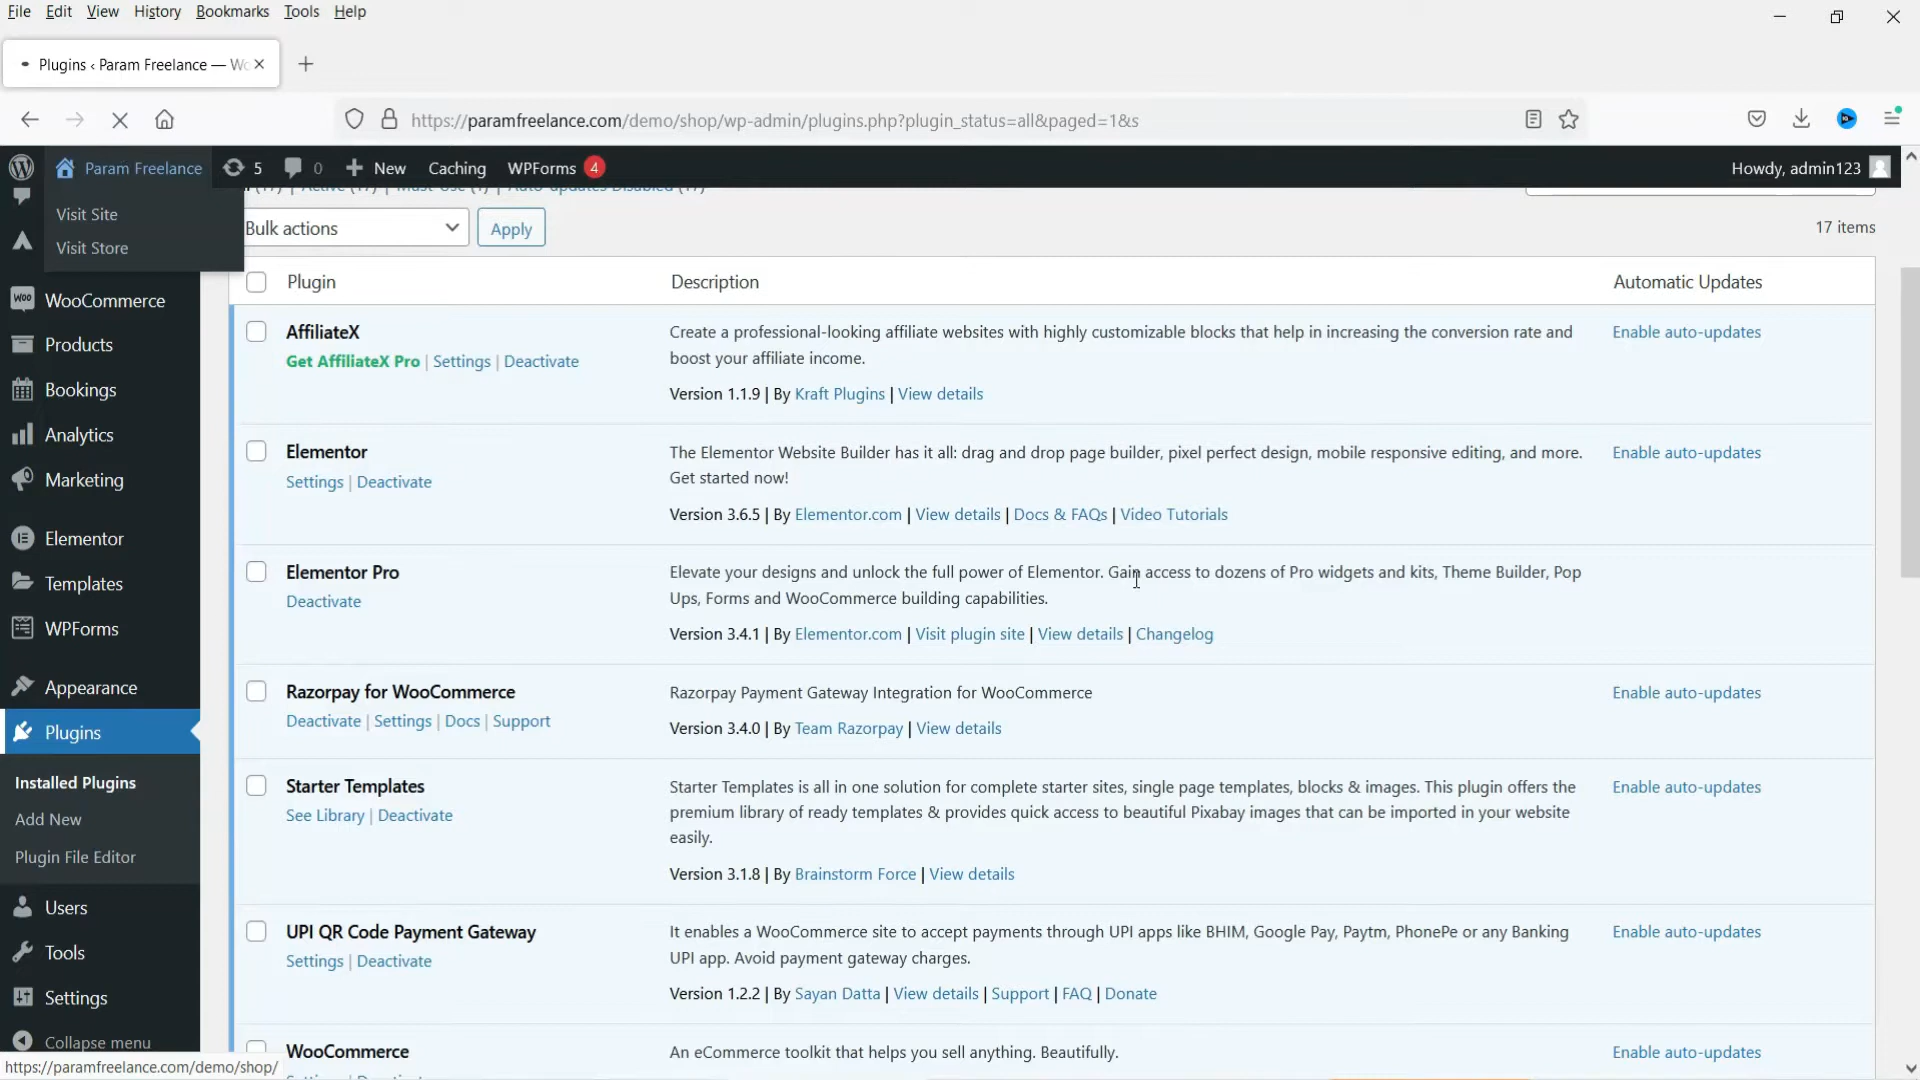 File Edit View History Bookmarks Tools Help
Plugins ‹ Param Freelance — Wo
https://paramfreelance.com/demo/shop/wp-admin/plugins.php?plugin_status=all&paged=1&s
Param Freelance 5 0 New Caching WPForms 4 Howdy, admin123
Visit Site
Visit Store
WooCommerce
Products
Bookings
Analytics
Marketing
Elementor
Templates
WPForms
Appearance
Plugins
Installed Plugins
Add New
Plugin File Editor
Users
Tools
Settings
Collapse menu
Bulk actions Apply 17 items
Plugin Description Automatic Updates
AffiliateX
Get AffiliateX Pro | Settings | Deactivate
Create a professional-looking affiliate websites with highly customizable blocks that help in increasing the conversion rate and
boost your affiliate income.
Version 1.1.9 | By Kraft Plugins | View details
Enable auto-updates
Elementor
Settings | Deactivate
The Elementor Website Builder has it all: drag and drop page builder, pixel perfect design, mobile responsive editing, and more.
Get started now!
Version 3.6.5 | By Elementor.com | View details | Docs & FAQs | Video Tutorials
Enable auto-updates
Elementor Pro
Deactivate
Elevate your designs and unlock the full power of Elementor. Gain access to dozens of Pro widgets and kits, Theme Builder, Pop
Ups, Forms and WooCommerce building capabilities.
Version 3.4.1 | By Elementor.com | Visit plugin site | View details | Changelog
Razorpay for WooCommerce
Deactivate | Settings | Docs | Support
Razorpay Payment Gateway Integration for WooCommerce
Version 3.4.0 | By Team Razorpay | View details
Enable auto-updates
Starter Templates
See Library | Deactivate
Starter Templates is all in one solution for complete starter sites, single page templates, blocks & images. This plugin offers the
premium library of ready templates & provides quick access to beautiful Pixabay images that can be imported in your website
easily.
Version 3.1.8 | By Brainstorm Force | View details
Enable auto-updates
UPI QR Code Payment Gateway
Settings | Deactivate
It enables a WooCommerce site to accept payments through UPI apps like BHIM, Google Pay, Paytm, PhonePe or any Banking
UPI app. Avoid payment gateway charges.
Version 1.2.2 | By Sayan Datta | View details | Support | FAQ | Donate
Enable auto-updates
WooCommerce
An eCommerce toolkit that helps you sell anything. Beautifully.
Enable auto-updates
https://paramfreelance.com/demo/shop/